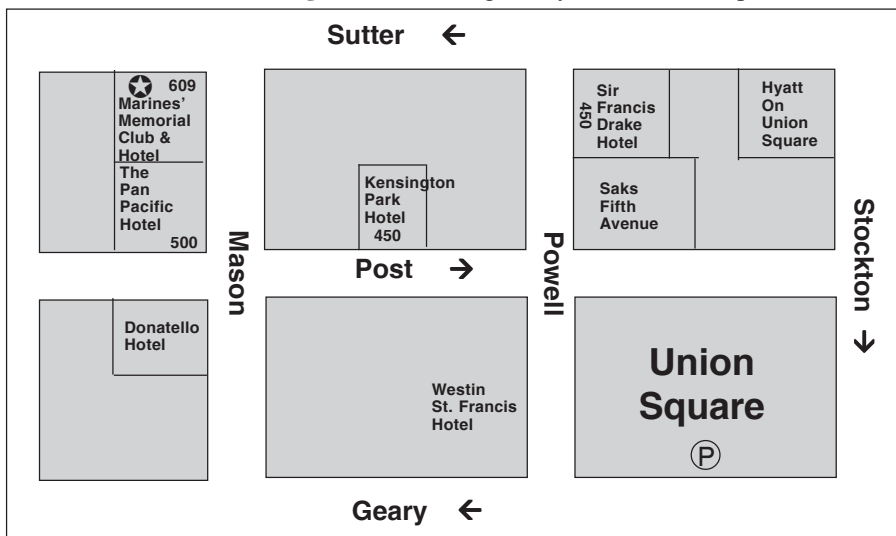 Sutter ←
609
Marines’
Memorial
Club &
Hotel
The
Pan
Pacific
Hotel
500
Kensington
Park
Hotel
450
Sir
Francis
Drake
Hotel
450
Hyatt
On
Union
Square
Saks
Fifth
Avenue
Mason
Post →
Powell
Stockton →
Donatello
Hotel
Westin
St. Francis
Hotel
Union
Square
P
Geary ←